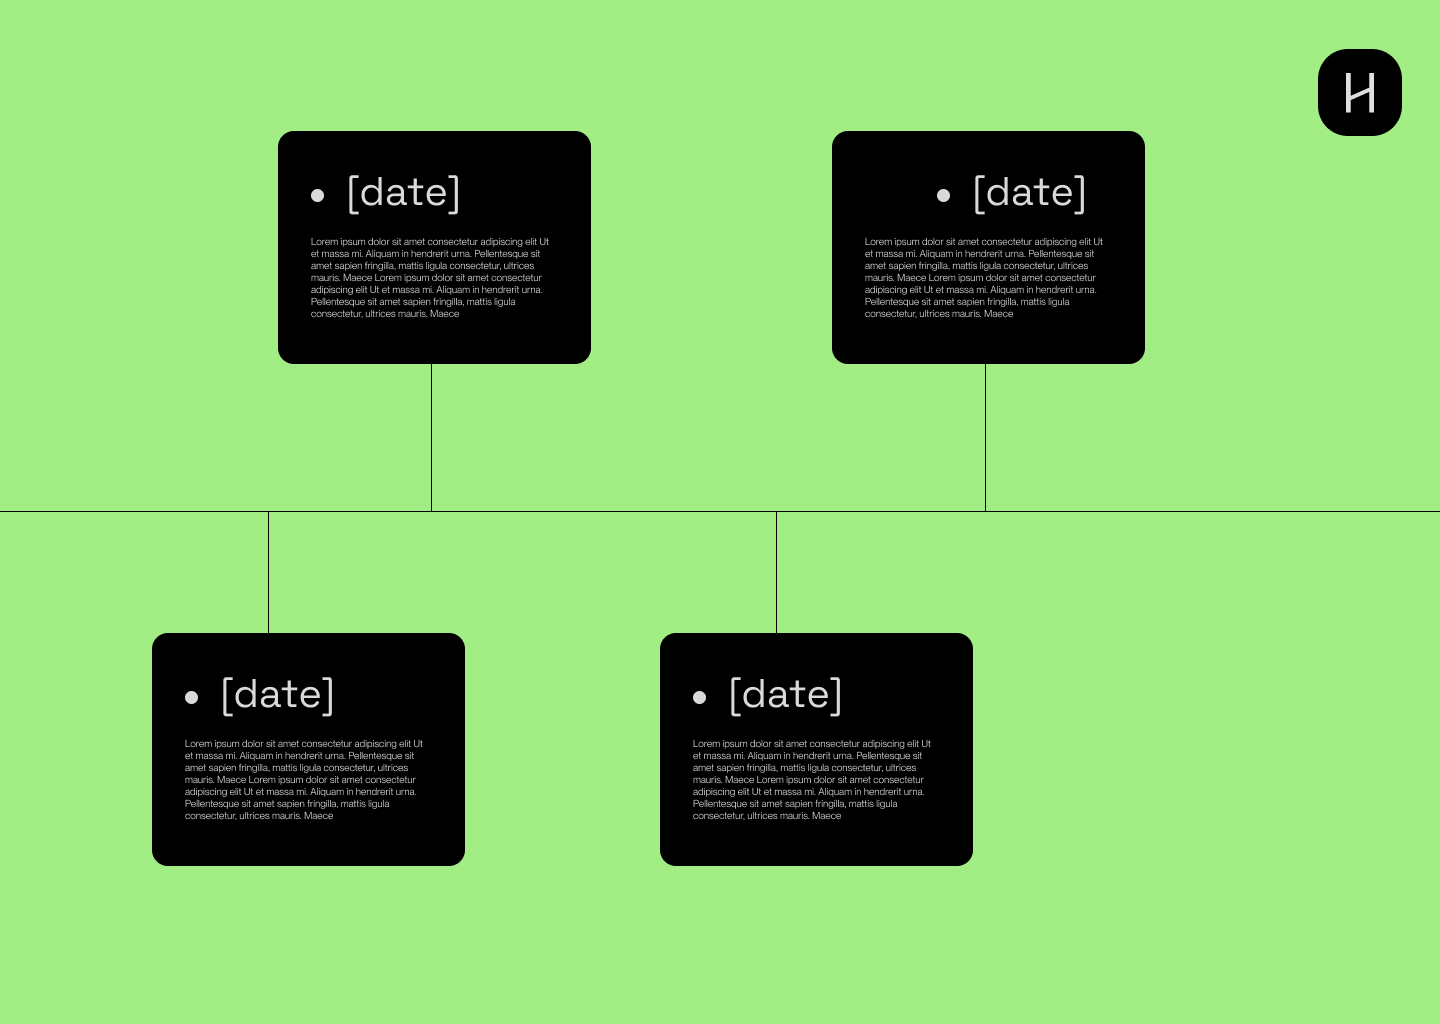 H
• [date]
Lorem ipsum dolor sit amet consectetur adipiscing elit Ut
et massa mi. Aliquam in hendrerit urna. Pellentesque sit
amet sapien fringilla, mattis ligula consectetur, ultrices
mauris. Maece Lorem ipsum dolor sit amet consectetur
adipiscing elit Ut et massa mi. Aliquam in hendrerit urna.
Pellentesque sit amet sapien fringilla, mattis ligula
consectetur, ultrices mauris. Maece
• [date]
Lorem ipsum dolor sit amet consectetur adipiscing elit Ut
et massa mi. Aliquam in hendrerit urna. Pellentesque sit
amet sapien fringilla, mattis ligula consectetur, ultrices
mauris. Maece Lorem ipsum dolor sit amet consectetur
adipiscing elit Ut et massa mi. Aliquam in hendrerit urna.
Pellentesque sit amet sapien fringilla, mattis ligula
consectetur, ultrices mauris. Maece
• [date]
Lorem ipsum dolor sit amet consectetur adipiscing elit Ut
et massa mi. Aliquam in hendrerit urna. Pellentesque sit
amet sapien fringilla, mattis ligula consectetur, ultrices
mauris. Maece Lorem ipsum dolor sit amet consectetur
adipiscing elit Ut et massa mi. Aliquam in hendrerit urna.
Pellentesque sit amet sapien fringilla, mattis ligula
consectetur, ultrices mauris. Maece
• [date]
Lorem ipsum dolor sit amet consectetur adipiscing elit Ut
et massa mi. Aliquam in hendrerit urna. Pellentesque sit
amet sapien fringilla, mattis ligula consectetur, ultrices
mauris. Maece Lorem ipsum dolor sit amet consectetur
adipiscing elit Ut et massa mi. Aliquam in hendrerit urna.
Pellentesque sit amet sapien fringilla, mattis ligula
consectetur, ultrices mauris. Maece